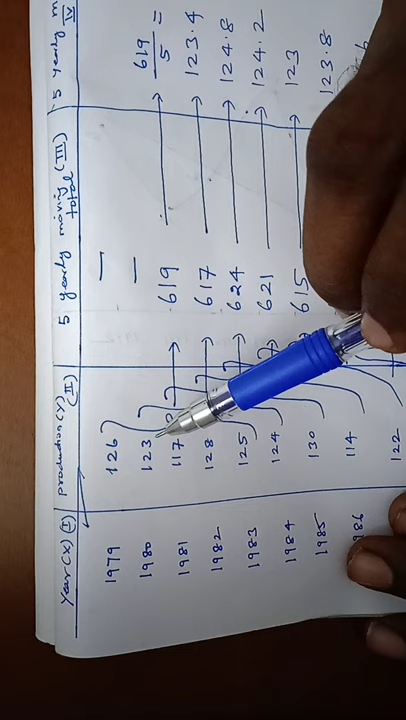 Year(X) (I) Production(Y) (II) 5 yearly moving (III) total 5 yearly m IV
1979 126 —
1980 123 —
1981 117 619 619/5 =
1982 128 617 123.4
1983 125 624 124.8
1984 124 621 124.2
1985 130 615 123
986 114 123.8
122